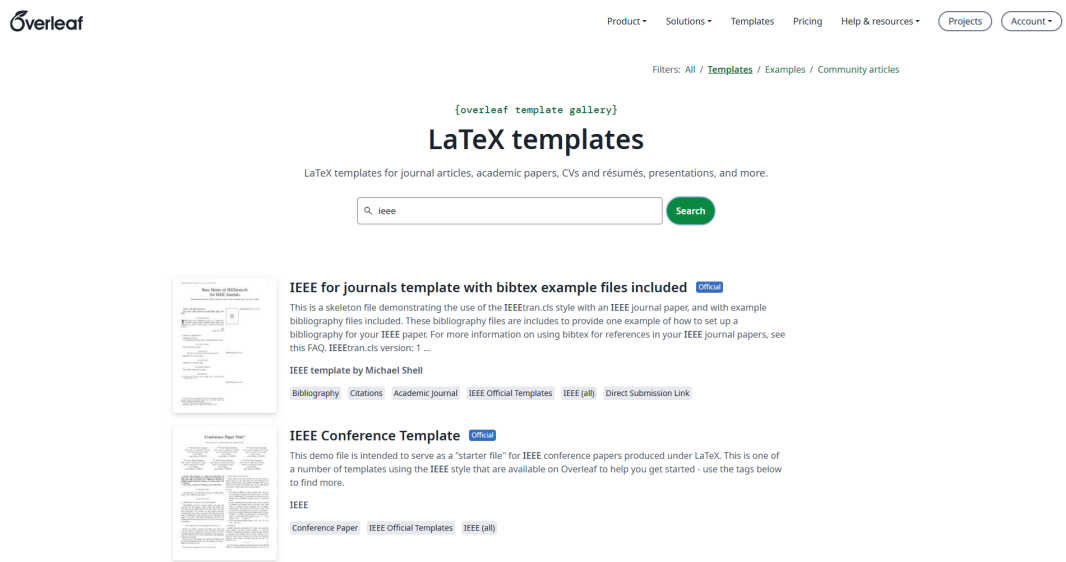 Overleaf
Product Solutions Templates Pricing Help & resources Projects Account
Filters: All / Templates / Examples / Community articles
{overleaf template gallery}
LaTeX templates
LaTeX templates for journal articles, academic papers, CVs and résumés, presentations, and more.
ieee Search
IEEE for journals template with bibtex example files included Official
This is a skeleton file demonstrating the use of the IEEEtran.cls style with an IEEE journal paper, and with example
bibliography files included. These bibliography files are includes to provide one example of how to set up a
bibliography for your IEEE paper. For more information on using bibtex for references in your IEEE journal papers, see
this FAQ. IEEEtran.cls version: 1 ...
IEEE template by Michael Shell
Bibliography Citations Academic Journal IEEE Official Templates IEEE (all) Direct Submission Link
Conference Paper Title*
IEEE Conference Template Official
This demo file is intended to serve as a "starter file" for IEEE conference papers produced under LaTeX. This is one of
a number of templates using the IEEE style that are available on Overleaf to help you get started - use the tags below
to find more.
IEEE
Conference Paper IEEE Official Templates IEEE (all)